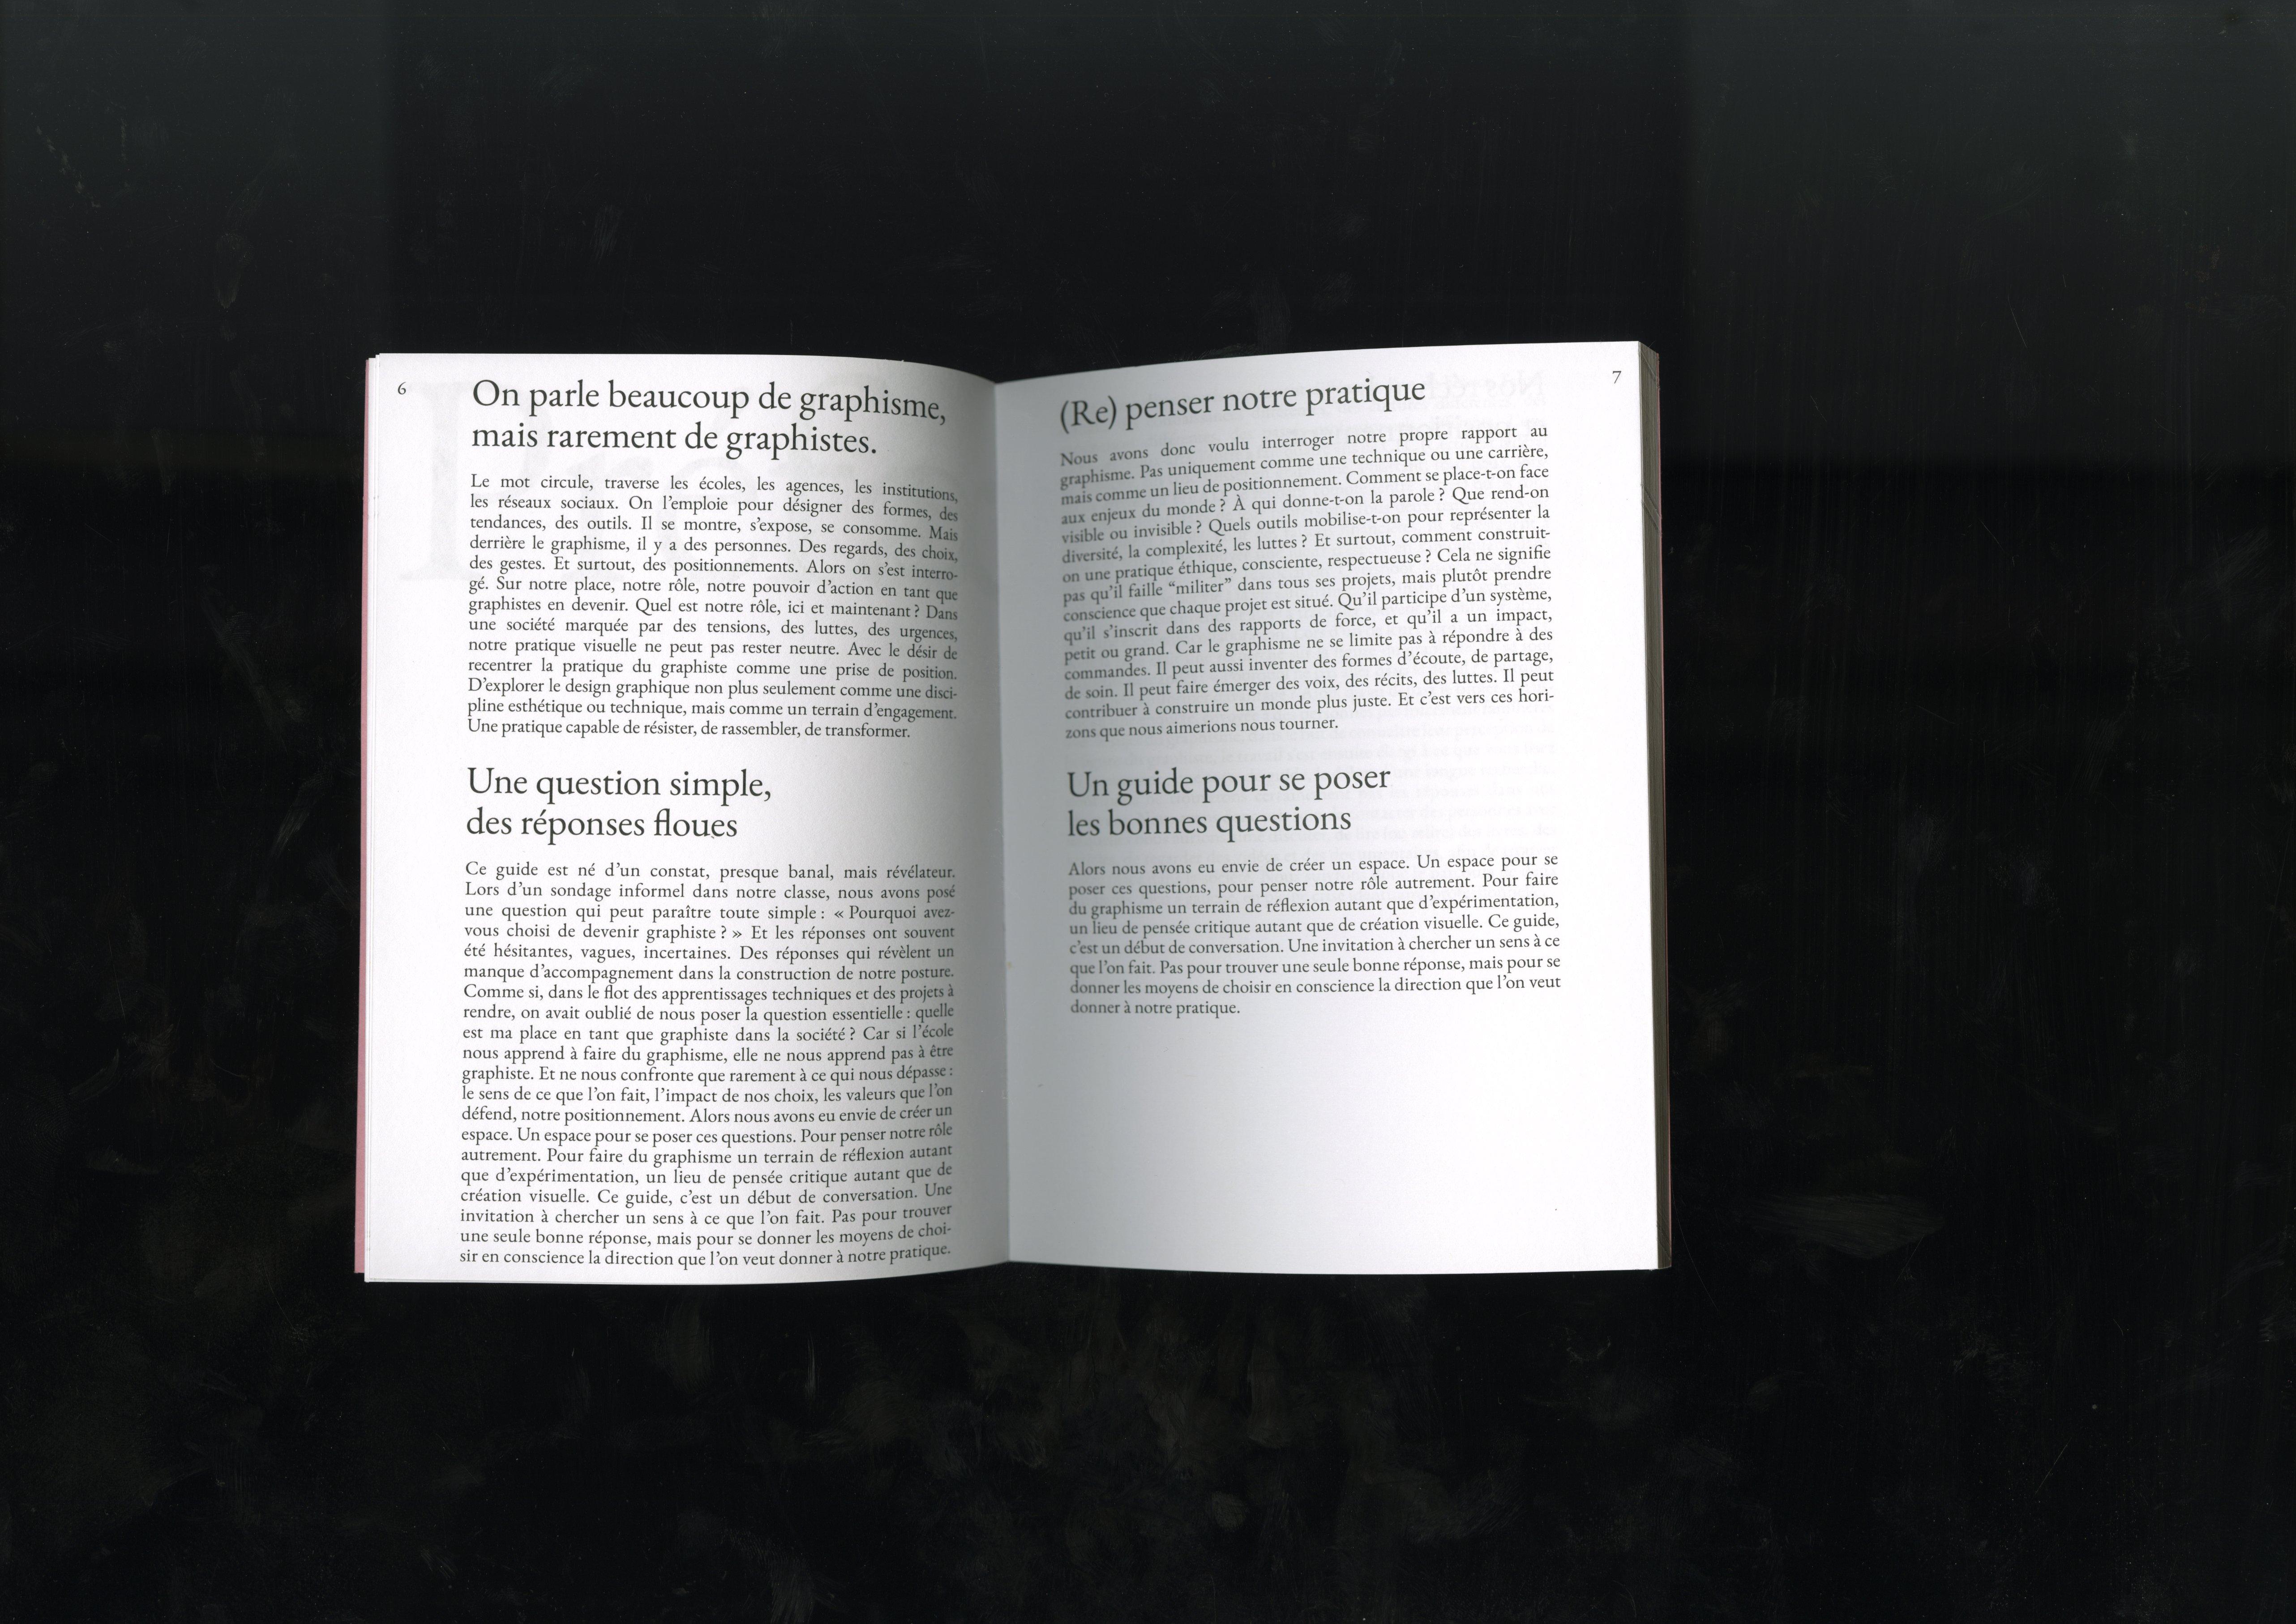 6
On parle beaucoup de graphisme,
mais rarement de graphistes.
Le mot circule, traverse les écoles, les agences, les institutions,
les réseaux sociaux. On l’emploie pour désigner des formes, des
tendances, des outils. Il se montre, s’expose, se consomme. Mais
derrière le graphisme, il y a des personnes. Des regards, des choix,
des gestes. Et surtout, des positionnements. Alors on s’est interro-
gé. Sur notre place, notre rôle, notre pouvoir d’action en tant que
graphistes en devenir. Quel est notre rôle, ici et maintenant ? Dans
une société marquée par des tensions, des luttes, des urgences,
notre pratique visuelle ne peut pas rester neutre. Avec le désir de
recentrer la pratique du graphiste comme une prise de position.
D’explorer le design graphique non plus seulement comme une disci-
pline esthétique ou technique, mais comme un terrain d’engagement.
Une pratique capable de résister, de rassembler, de transformer.
Une question simple,
des réponses floues
Ce guide est né d’un constat, presque banal, mais révélateur.
Lors d’un sondage informel dans notre classe, nous avons posé
une question qui peut paraître toute simple : « Pourquoi avez-
vous choisi de devenir graphiste ? » Et les réponses ont souvent
été hésitantes, vagues, incertaines. Des réponses qui révèlent un
manque d’accompagnement dans la construction de notre posture.
Comme si, dans le flot des apprentissages techniques et des projets à
rendre, on avait oublié de nous poser la question essentielle : quelle
est ma place en tant que graphiste dans la société ? Car si l’école
nous apprend à faire du graphisme, elle ne nous apprend pas à être
graphiste. Et ne nous confronte que rarement à ce qui nous dépasse :
le sens de ce que l’on fait, l’impact de nos choix, les valeurs que l’on
défend, notre positionnement. Alors nous avons eu envie de créer un
espace. Un espace pour se poser ces questions. Pour penser notre rôle
autrement. Pour faire du graphisme un terrain de réflexion autant
que d’expérimentation, un lieu de pensée critique autant que de
création visuelle. Ce guide, c’est un début de conversation. Une
invitation à chercher un sens à ce que l’on fait. Pas pour trouver
une seule bonne réponse, mais pour se donner les moyens de choi-
sir en conscience la direction que l’on veut donner à notre pratique.
7
(Re) penser notre pratique
Nous avons donc voulu interroger notre propre rapport au
graphisme. Pas uniquement comme une technique ou une carrière,
mais comme un lieu de positionnement. Comment se place-t-on face
aux enjeux du monde ? À qui donne-t-on la parole ? Que rend-on
visible ou invisible ? Quels outils mobilise-t-on pour représenter la
diversité, la complexité, les luttes ? Et surtout, comment construit-
on une pratique éthique, consciente, respectueuse ? Cela ne signifie
pas qu’il faille “militer” dans tous ses projets, mais plutôt prendre
conscience que chaque projet est situé. Qu’il participe d’un système,
qu’il s’inscrit dans des rapports de force, et qu’il a un impact,
petit ou grand. Car le graphisme ne se limite pas à répondre à des
commandes. Il peut aussi inventer des formes d’écoute, de partage,
de soin. Il peut faire émerger des voix, des récits, des luttes. Il peut
contribuer à construire un monde plus juste. Et c’est vers ces hori-
zons que nous aimerions nous tourner.
Un guide pour se poser
les bonnes questions
Alors nous avons eu envie de créer un espace. Un espace pour se
poser ces questions, pour penser notre rôle autrement. Pour faire
du graphisme un terrain de réflexion autant que d’expérimentation,
un lieu de pensée critique autant que de création visuelle. Ce guide,
c’est un début de conversation. Une invitation à chercher un sens à ce
que l’on fait. Pas pour trouver une seule bonne réponse, mais pour se
donner les moyens de choisir en conscience la direction que l’on veut
donner à notre pratique.